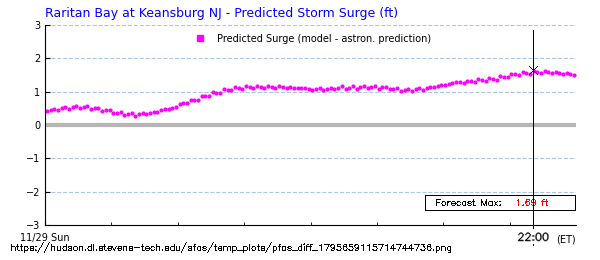 Raritan Bay at Keansburg NJ - Predicted Storm Surge (ft)
3
Predicted Surge (model - astron. prediction)
2
1
0
−1
−2
Forecast Max: 1.69 ft
−3
11/29 Sun
22:00
(ET)
https://hudson.dl.stevens-tech.edu/sfas/temp_plots/pfas_diff_1795659115714744736.png